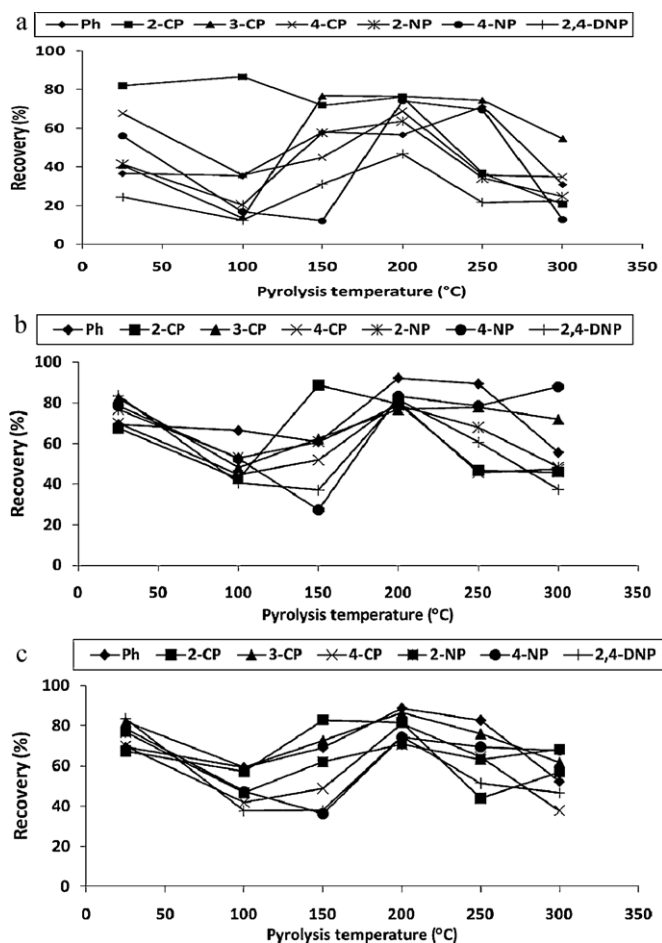 a
Ph 2-CP 3-CP 4-CP 2-NP 4-NP 2,4-DNP
100
80
60
40
20
0
Recovery (%)
0 50 100 150 200 250 300 350
Pyrolysis temperature (°C)
b
Ph 2-CP 3-CP 4-CP 2-NP 4-NP 2,4-DNP
100
80
60
40
20
0
Recovery (%)
0 50 100 150 200 250 300 350
Pyrolysis temperature (°C)
c
Ph 2-CP 3-CP 4-CP 2-NP 4-NP 2,4-DNP
100
80
60
40
20
0
Recovery (%)
0 50 100 150 200 250 300 350
Pyrolysis temperature (°C)